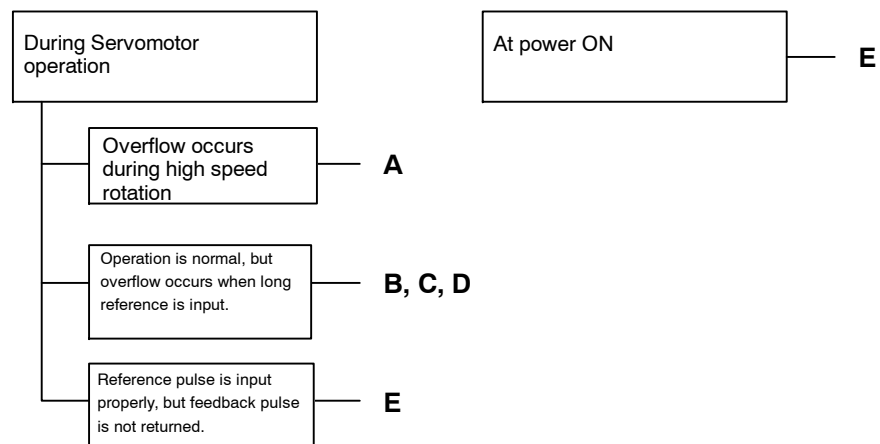 During Servomotor
operation
At power ON
E
Overflow occurs
during high speed
rotation
A
Operation is normal, but
overflow occurs when long
reference is input.
B, C, D
Reference pulse is input
properly, but feedback pulse
is not returned.
E